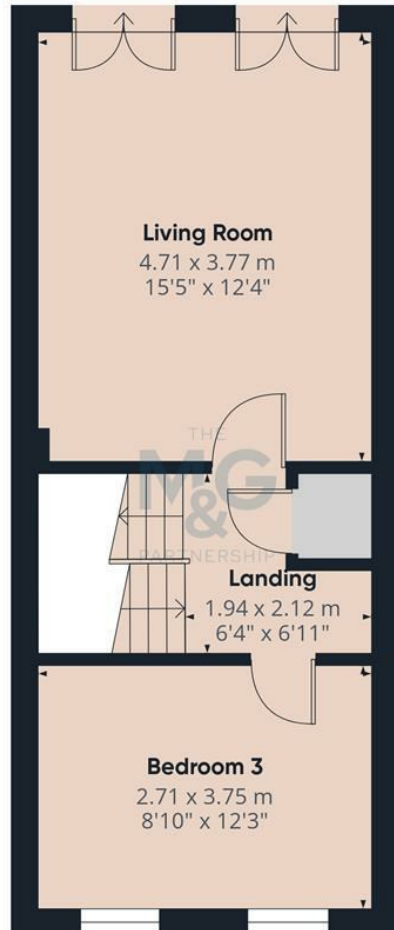 Living Room
4.71 x 3.77 m
15'5" x 12'4"
THE
M&G
PARTNERSHIP
Landing
1.94 x 2.12 m
6'4" x 6'11"
Bedroom 3
2.71 x 3.75 m
8'10" x 12'3"